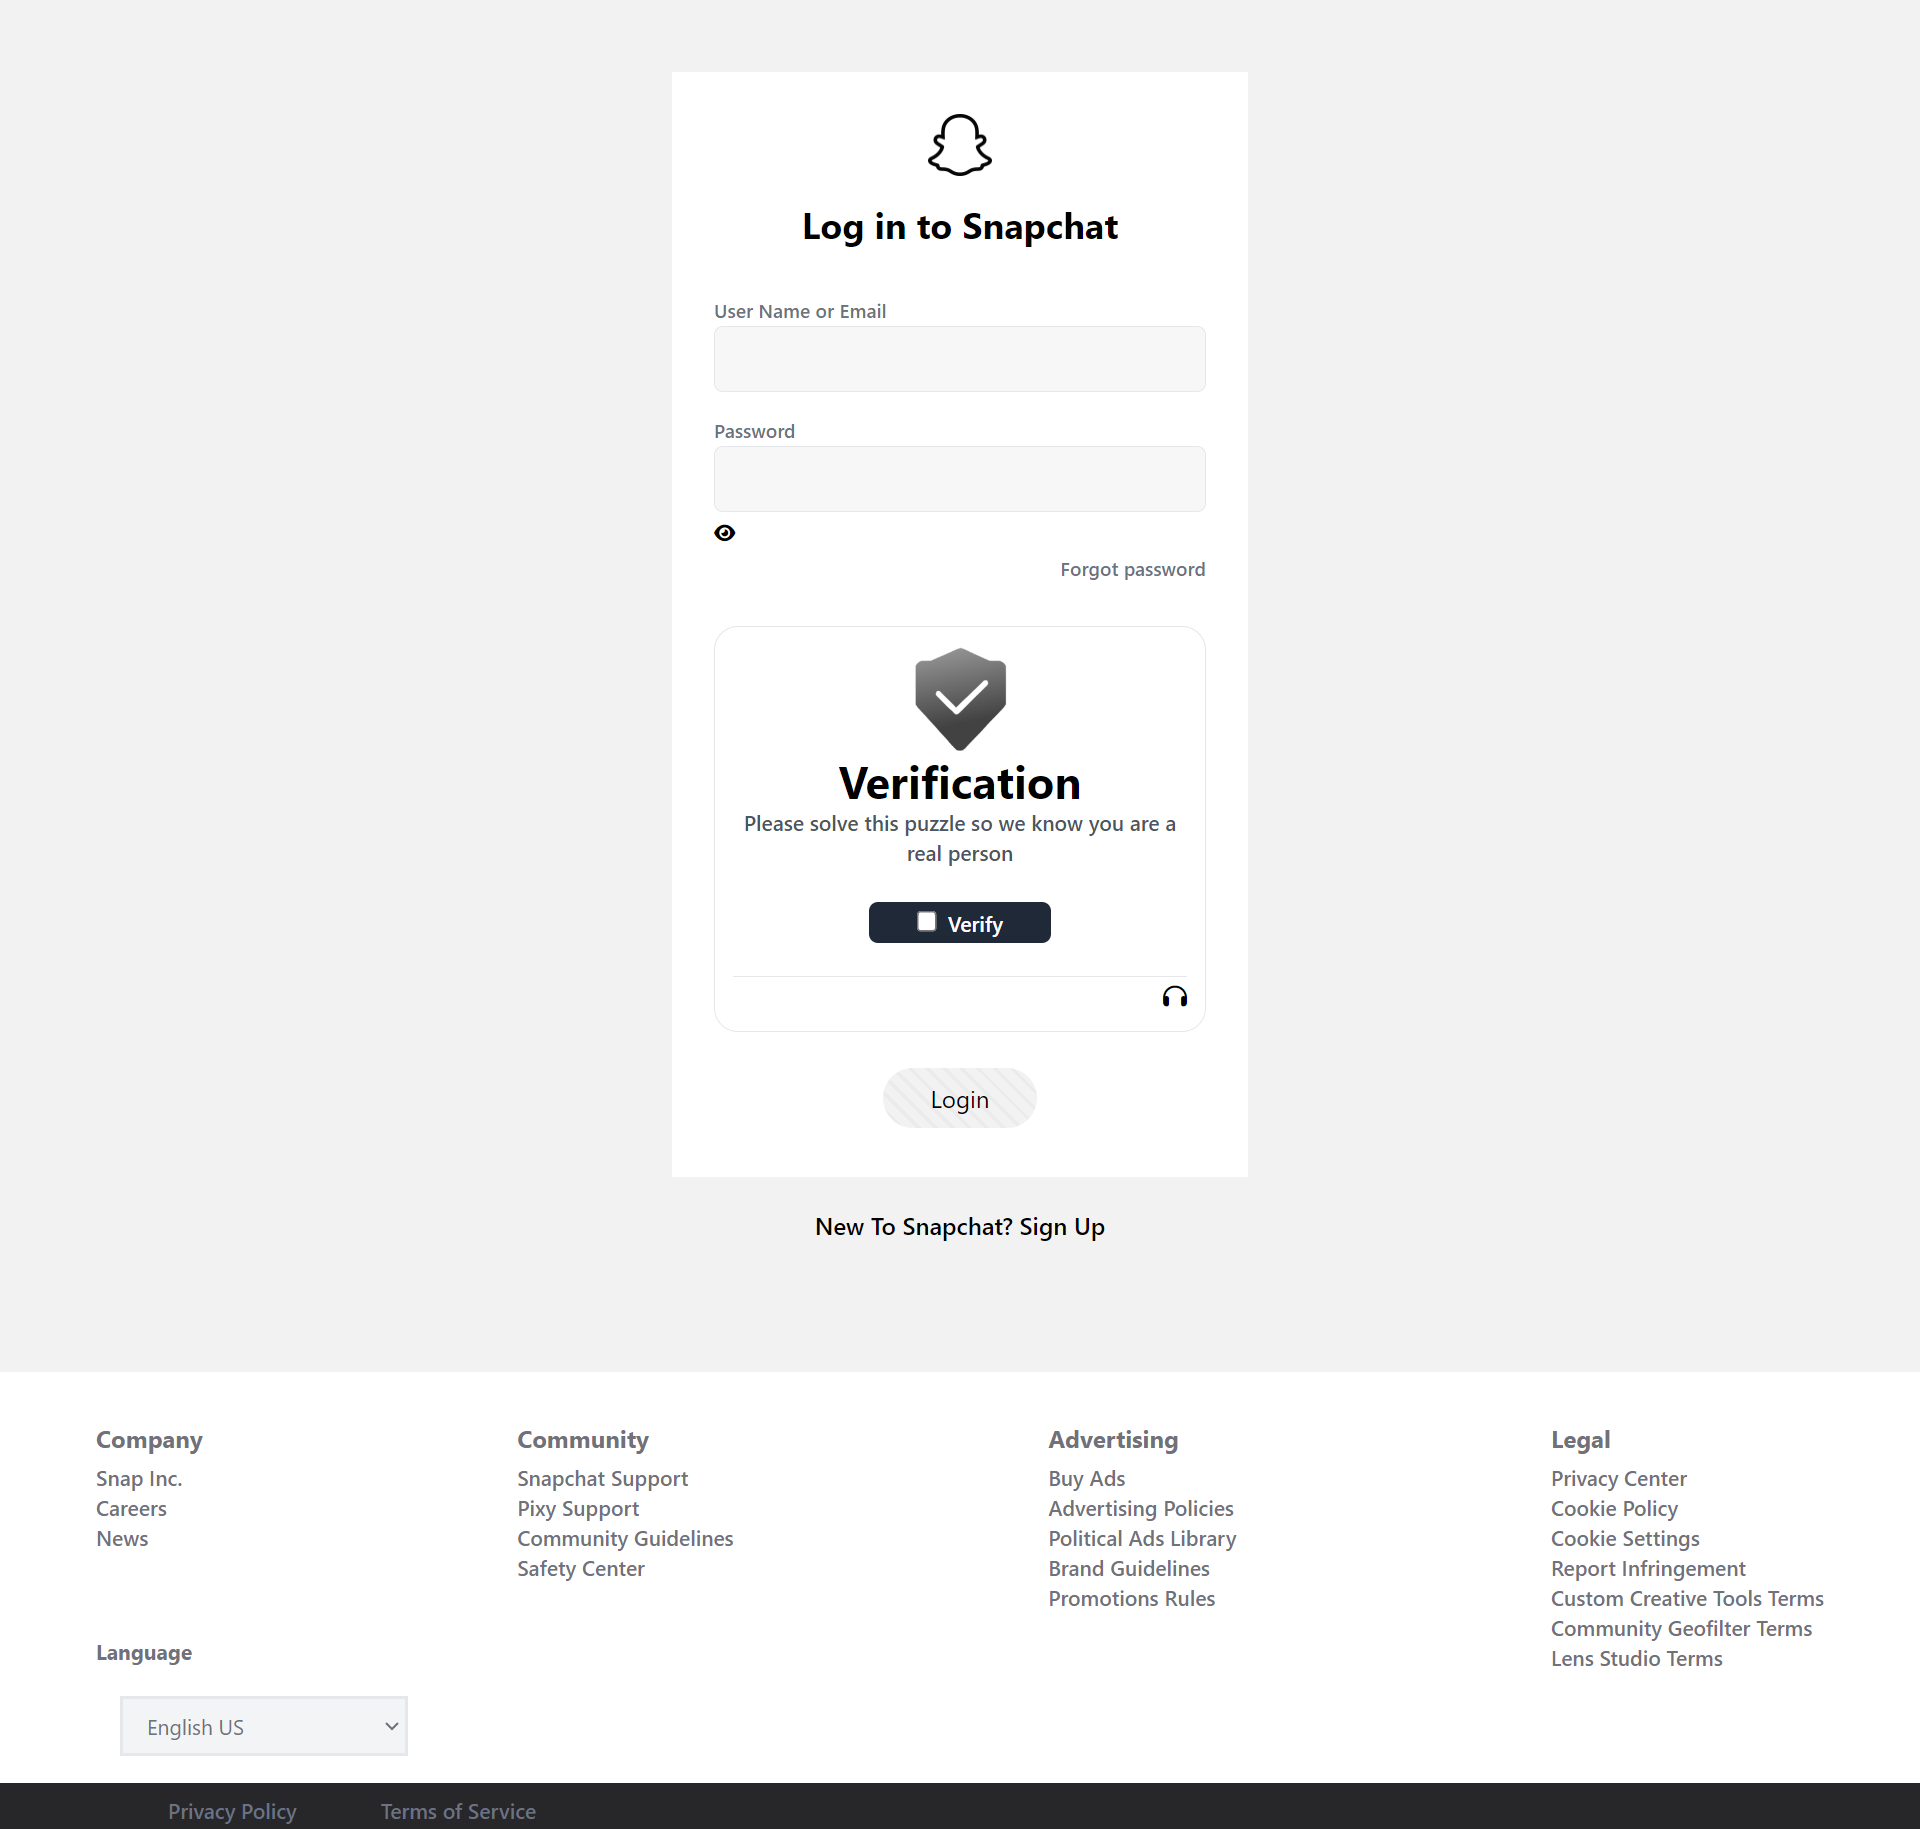 Log in to Snapchat
User Name or Email
Password
Forgot password
Verification
Please solve this puzzle so we know you are a
real person
Verify
Login
New To Snapchat? Sign Up
Company
Snap Inc.
Careers
News
Community
Snapchat Support
Pixy Support
Community Guidelines
Safety Center
Advertising
Buy Ads
Advertising Policies
Political Ads Library
Brand Guidelines
Promotions Rules
Legal
Privacy Center
Cookie Policy
Cookie Settings
Report Infringement
Custom Creative Tools Terms
Community Geofilter Terms
Lens Studio Terms
Language
English US
Privacy Policy Terms of Service